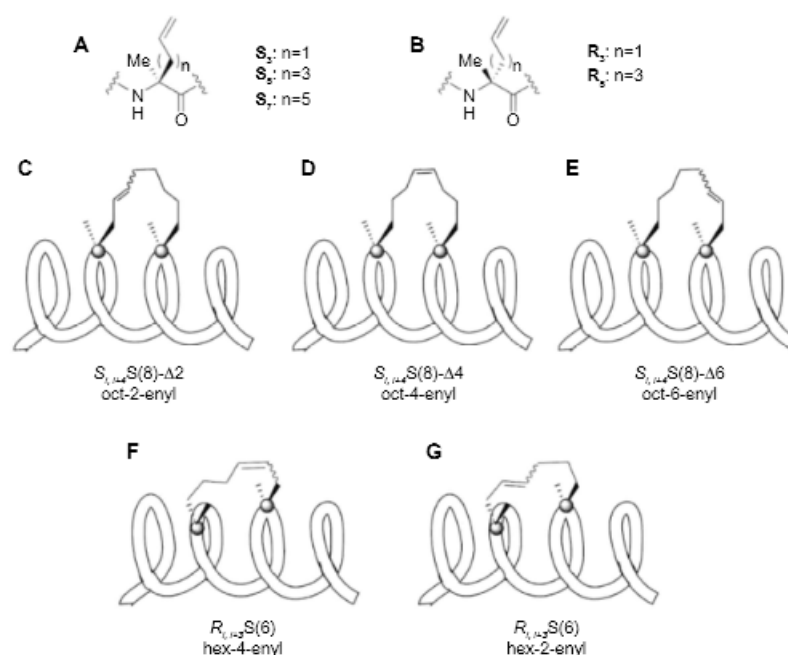 A
Me
( )n
N
H
O
S₃: n=1
S₅: n=3
S₇: n=5
B
Me
( )n
N
H
O
R₃: n=1
R₅: n=3
C
D
E
Sᵢ, ᵢ₊₄S(8)-Δ2
oct-2-enyl
Sᵢ, ᵢ₊₄S(8)-Δ4
oct-4-enyl
Sᵢ, ᵢ₊₄S(8)-Δ6
oct-6-enyl
F
G
Rᵢ, ᵢ₊₃S(6)
hex-4-enyl
Rᵢ, ᵢ₊₃S(6)
hex-2-enyl